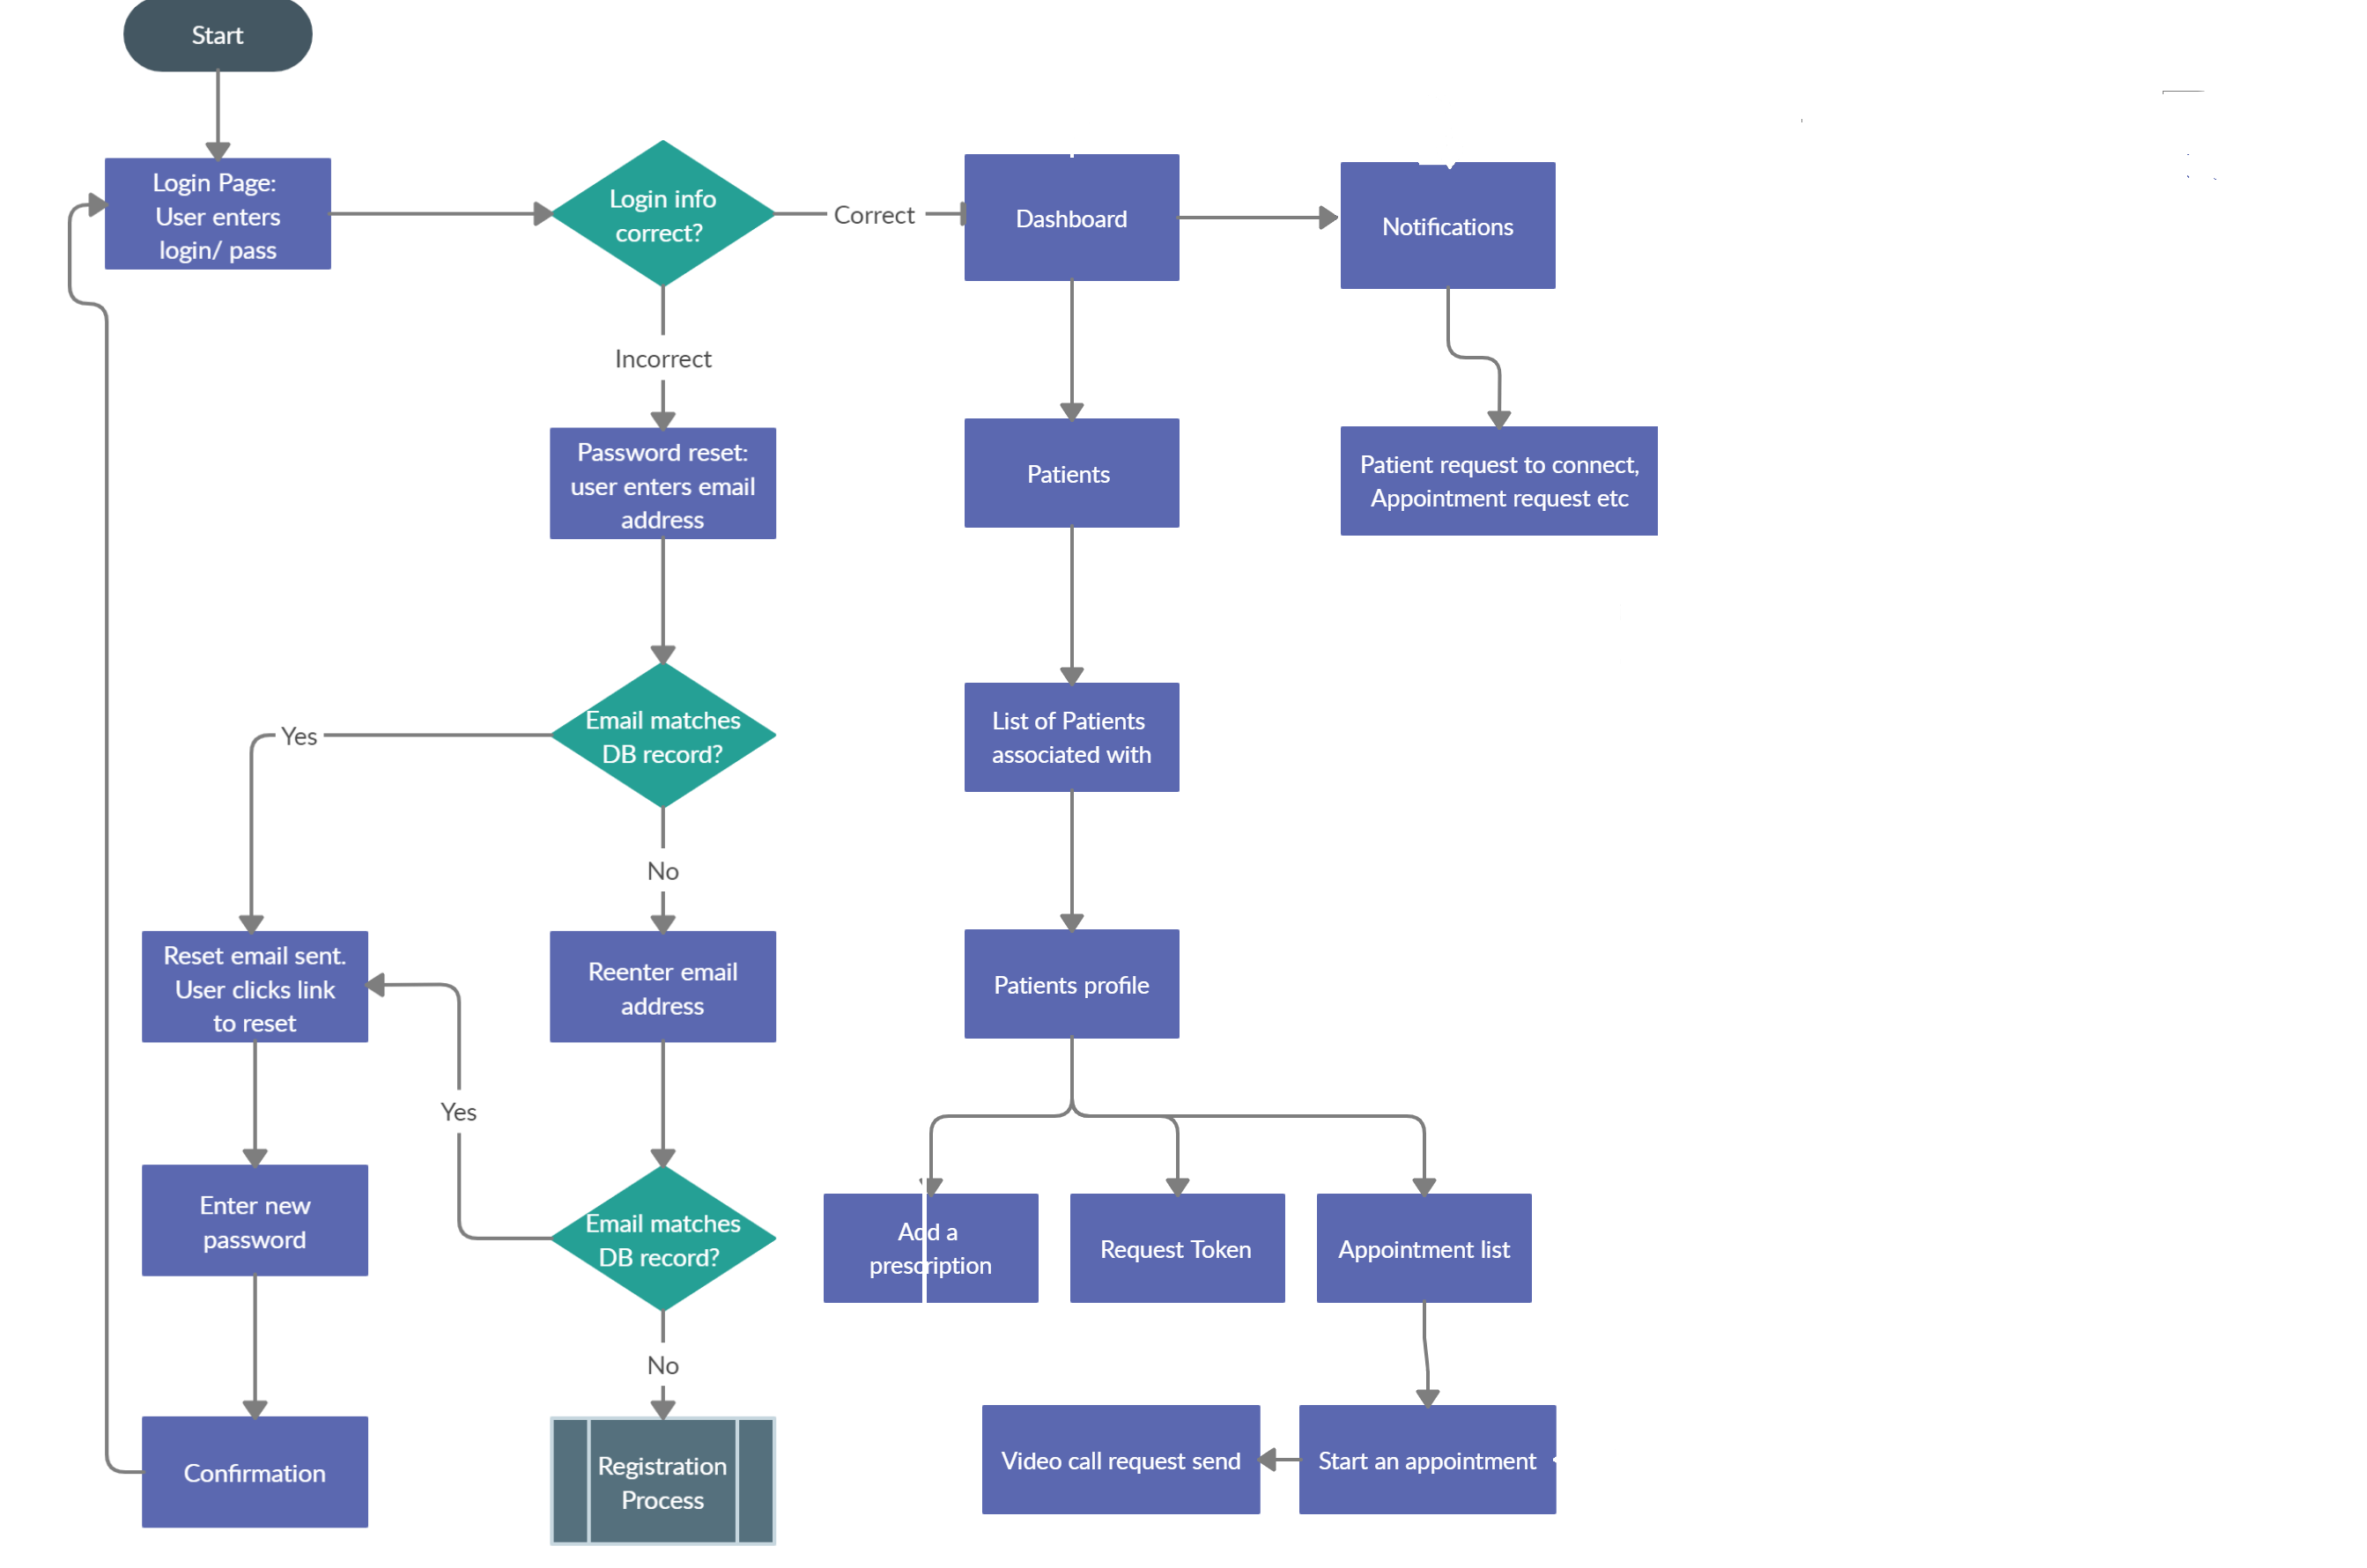 Start
Login Page:
User enters
login/ pass
Login info
correct?
Correct
Dashboard
Notifications
Incorrect
Password reset:
user enters email
address
Patients
Patient request to connect,
Appointment request etc
Email matches
DB record?
Yes
List of Patients
associated with
No
Reset email sent.
User clicks link
to reset
Reenter email
address
Patients profile
Yes
Enter new
password
Email matches
DB record?
Add a
prescription
Request Token
Appointment list
No
Confirmation
Registration
Process
Video call request send
Start an appointment